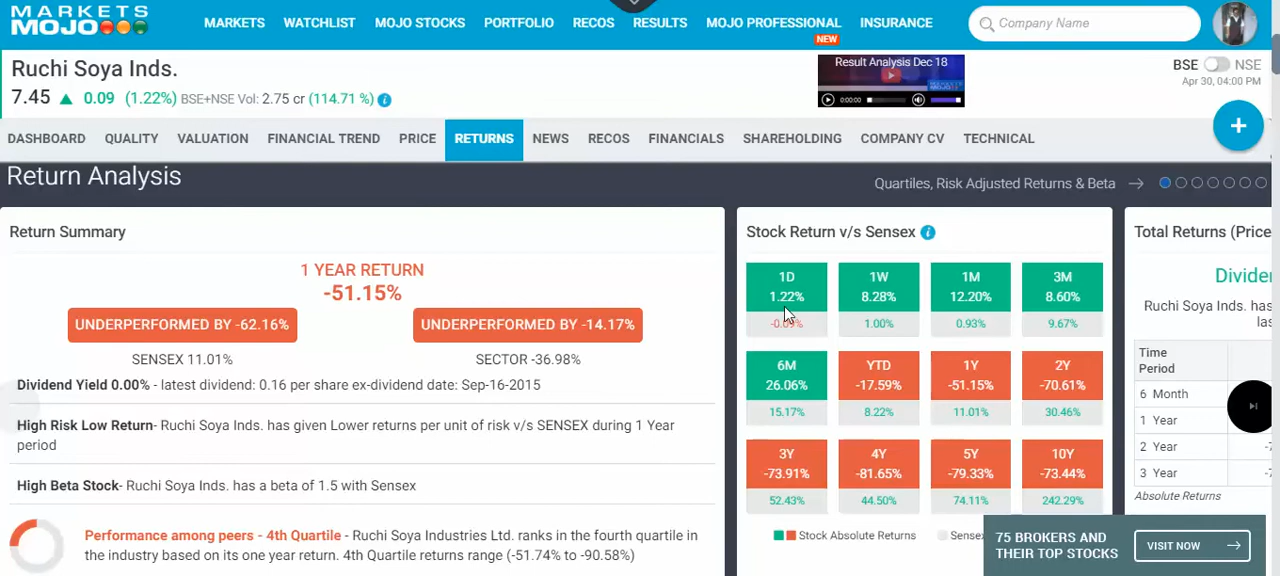 MARKETS
MOJO
MARKETS WATCHLIST MOJO STOCKS PORTFOLIO RECOS RESULTS MOJO PROFESSIONAL INSURANCE
NEW
Company Name
Ruchi Soya Inds.
7.45 ▲ 0.09 (1.22%) BSE+NSE Vol: 2.75 cr (114.71 %)
Result Analysis Dec 18
0:00:00
BSE NSE
Apr 30, 04:00 PM
DASHBOARD QUALITY VALUATION FINANCIAL TREND PRICE RETURNS NEWS RECOS FINANCIALS SHAREHOLDING COMPANY CV TECHNICAL
Return Analysis
Quartiles, Risk Adjusted Returns & Beta →
Return Summary
1 YEAR RETURN
-51.15%
UNDERPERFORMED BY -62.16% UNDERPERFORMED BY -14.17%
SENSEX 11.01% SECTOR -36.98%
Dividend Yield 0.00% - latest dividend: 0.16 per share ex-dividend date: Sep-16-2015
High Risk Low Return- Ruchi Soya Inds. has given Lower returns per unit of risk v/s SENSEX during 1 Year
period
High Beta Stock- Ruchi Soya Inds. has a beta of 1.5 with Sensex
Performance among peers - 4th Quartile - Ruchi Soya Industries Ltd. ranks in the fourth quartile in
the industry based on its one year return. 4th Quartile returns range (-51.74% to -90.58%)
Stock Return v/s Sensex
1D 1W 1M 3M
1.22% 8.28% 12.20% 8.60%
-0.09% 1.00% 0.93% 9.67%
6M YTD 1Y 2Y
26.06% -17.59% -51.15% -70.61%
15.17% 8.22% 11.01% 30.46%
3Y 4Y 5Y 10Y
-73.91% -81.65% -79.33% -73.44%
52.43% 44.50% 74.11% 242.29%
Stock Absolute Returns Sense
Total Returns (Price
Divide
Ruchi Soya Inds. has
las
Time
Period
6 Month
1 Year
2 Year
3 Year
Absolute Returns
75 BROKERS AND
THEIR TOP STOCKS
VISIT NOW →